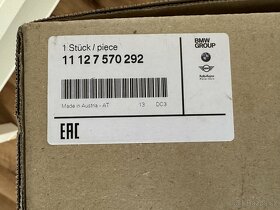 1 Stück / piece
11 12 7 570 292
BMW
GROUP
Made in Austria - AT 13 DC3
EAC